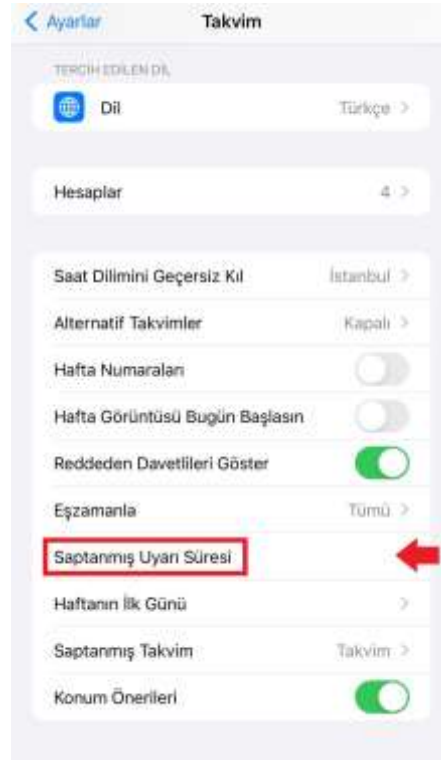 Ayarlar Takvim
TERCİH EDİLEN DİL
Dil Türkçe
Hesaplar 4
Saat Dilimini Geçersiz Kıl İstanbul
Alternatif Takvimler Kapalı
Hafta Numaraları
Hafta Görüntüsü Bugün Başlasın
Reddeden Davetlileri Göster
Eşzamanla Tümü
Saptanmış Uyarı Süresi
Haftanın İlk Günü
Saptanmış Takvim Takvim
Konum Önerileri